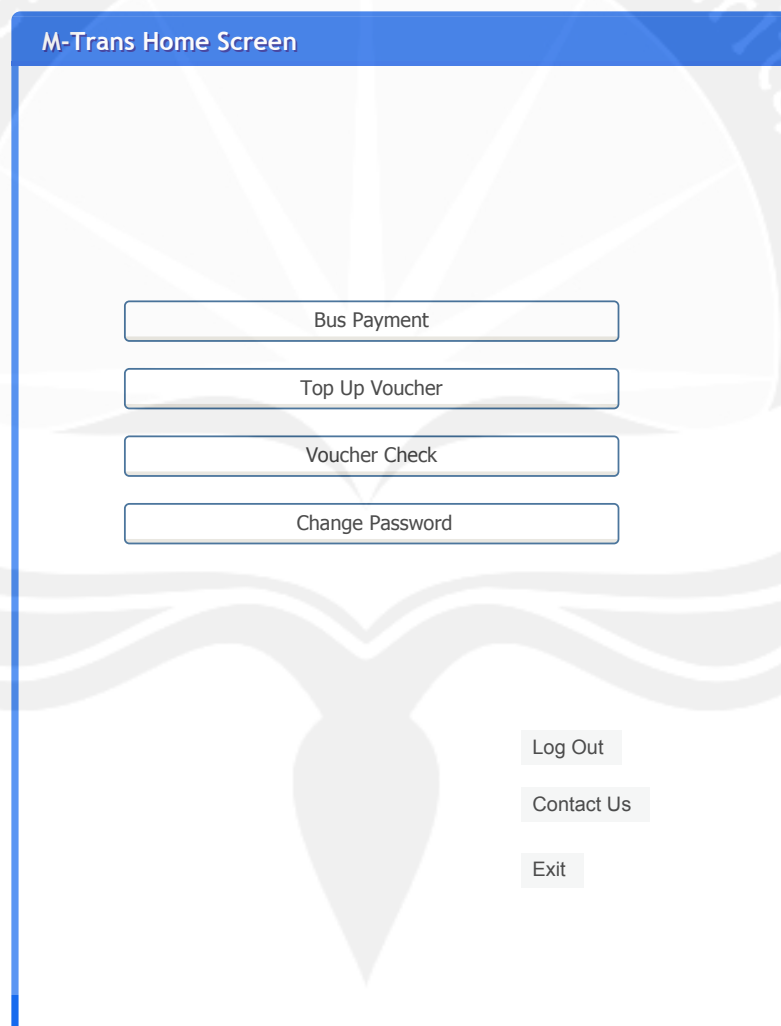 M-Trans Home Screen
Bus Payment
Top Up Voucher
Voucher Check
Change Password
Log Out
Contact Us
Exit